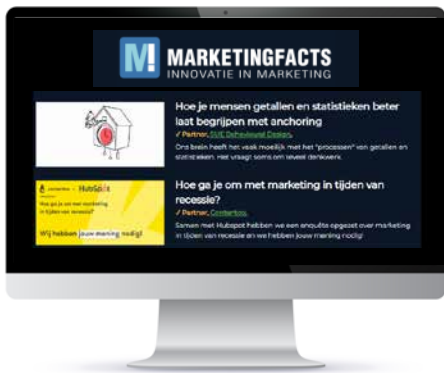 M! MARKETINGFACTS
INNOVATIE IN MARKETING
Hoe je mensen getallen en statistieken beter
laat begrijpen met anchoring
✓ Partner, SUE Behavioural Design,
Ons brein heeft het vaak moeilijk met het "processen" van getallen en
statistieken. Het vraagt soms om teveel denkwerk.
Hoe ga je om met marketing in tijden van
recessie?
✓ Partner, Contentoo,
Samen met Hubspot hebben we een enquête opgezet over marketing
in tijden van recessie en we hebben jouw mening nodig!
contentoo × HubSpot
Hoe ga je om met marketing
in tijden van recessie?
Wij hebben jouw mening nodig!